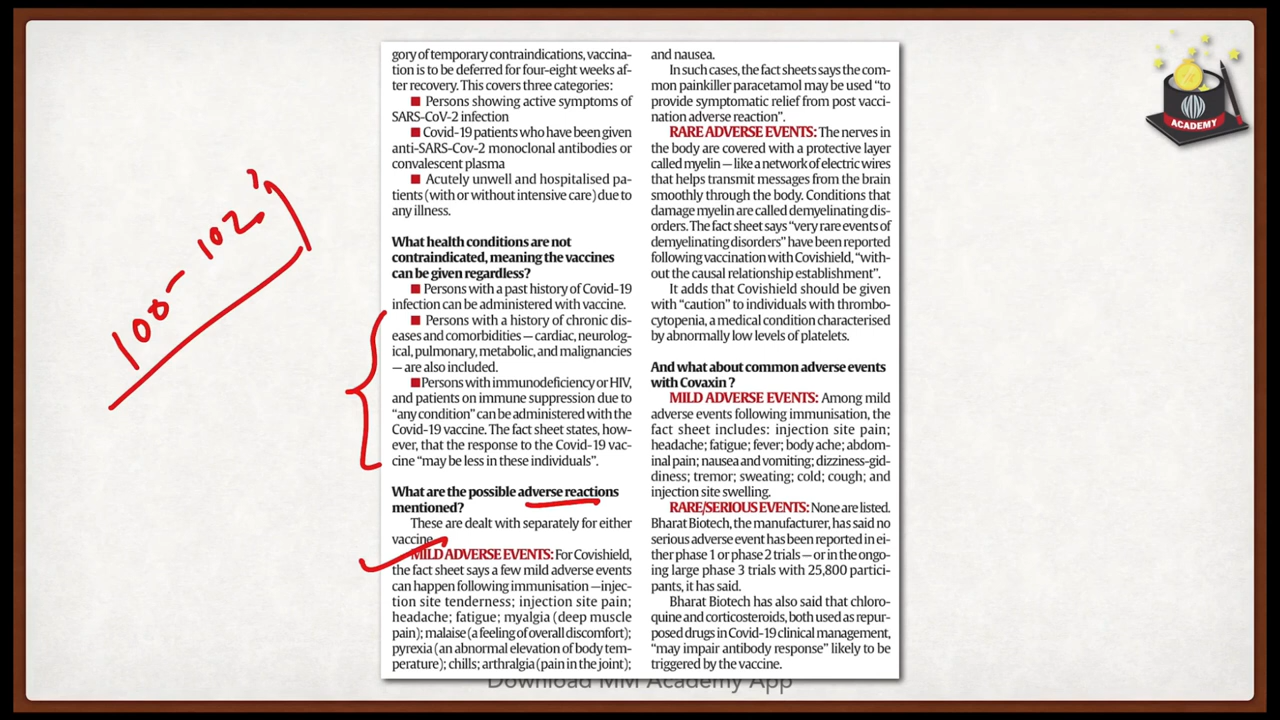 gory of temporary contraindications, vaccina-
tion is to be deferred for four-eight weeks af-
ter recovery. This covers three categories:
■ Persons showing active symptoms of
SARS-CoV-2 infection
■ Covid-19 patients who have been given
anti-SARS-Cov-2 monoclonal antibodies or
convalescent plasma
■ Acutely unwell and hospitalised pa-
tients (with or without intensive care) due to
any illness.
What health conditions are not
contraindicated, meaning the vaccines
can be given regardless?
■ Persons with a past history of Covid-19
infection can be administered with vaccine.
■ Persons with a history of chronic dis-
eases and comorbidities — cardiac, neurolog-
ical, pulmonary, metabolic, and malignancies
— are also included.
■Persons with immunodeficiency or HIV,
and patients on immune suppression due to
“any condition” can be administered with the
Covid-19 vaccine. The fact sheet states, how-
ever, that the response to the Covid-19 vac-
cine “may be less in these individuals”.
What are the possible adverse reactions
mentioned?
These are dealt with separately for either
vaccine.
MILD ADVERSE EVENTS: For Covishield,
the fact sheet says a few mild adverse events
can happen following immunisation —injec-
tion site tenderness; injection site pain;
headache; fatigue; myalgia (deep muscle
pain); malaise (a feeling of overall discomfort);
pyrexia (an abnormal elevation of body tem-
perature); chills; arthralgia (pain in the joint);
and nausea.
In such cases, the fact sheets says the com-
mon painkiller paracetamol may be used “to
provide symptomatic relief from post vacci-
nation adverse reaction”.
RARE ADVERSE EVENTS: The nerves in
the body are covered with a protective layer
called myelin — like a network of electric wires
that helps transmit messages from the brain
smoothly through the body. Conditions that
damage myelin are called demyelinating dis-
orders. The fact sheet says “very rare events of
demyelinating disorders” have been reported
following vaccination with Covishield, “with-
out the causal relationship establishment”.
It adds that Covishield should be given
with “caution” to individuals with thrombo-
cytopenia, a medical condition characterised
by abnormally low levels of platelets.
And what about common adverse events
with Covaxin ?
MILD ADVERSE EVENTS: Among mild
adverse events following immunisation, the
fact sheet includes: injection site pain;
headache; fatigue; fever; body ache; abdom-
inal pain; nausea and vomiting; dizziness-gid-
diness; tremor; sweating; cold; cough; and
injection site swelling.
RARE/SERIOUS EVENTS: None are listed.
Bharat Biotech, the manufacturer, has said no
serious adverse event has been reported in ei-
ther phase 1 or phase 2 trials — or in the ongo-
ing large phase 3 trials with 25,800 partici-
pants, it has said.
Bharat Biotech has also said that chloro-
quine and corticosteroids, both used as repur-
posed drugs in Covid-19 clinical management,
“may impair antibody response” likely to be
triggered by the vaccine.
100 - 102
ACADEMY
Download MM Academy App